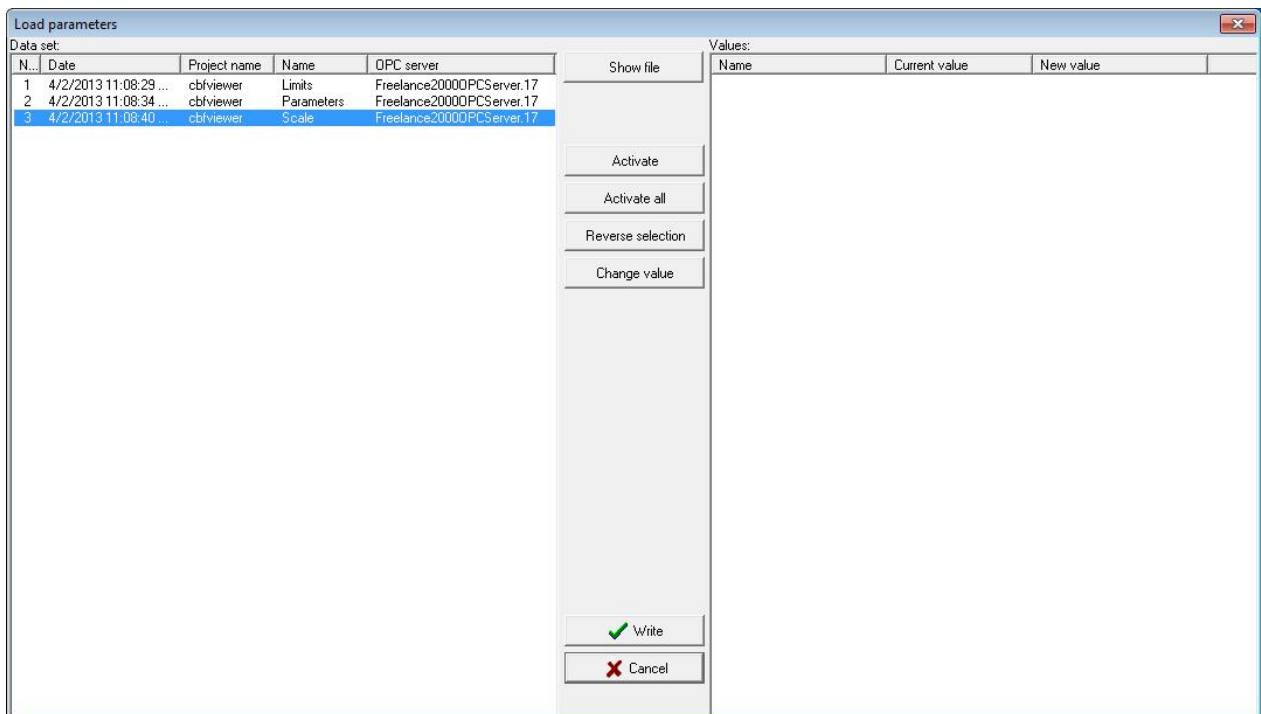 Load parameters
Data set:
Values:
N... Date Project name Name OPC server
Name Current value New value
1 4/2/2013 11:08:29 ... cbfviewer Limits Freelance2000OPCServer.17
2 4/2/2013 11:08:34 ... cbfviewer Parameters Freelance2000OPCServer.17
3 4/2/2013 11:08:40 ... cbfviewer Scale Freelance2000OPCServer.17
Show file
Activate
Activate all
Reverse selection
Change value
Write
Cancel